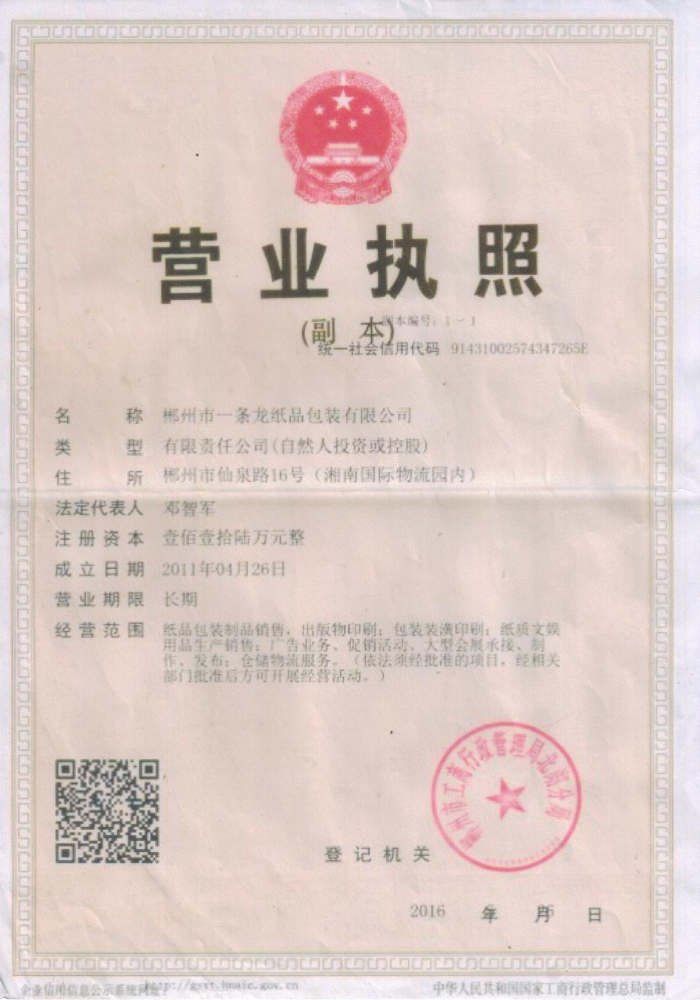 营业执照
(副 本)
副本编号: 1 - 1
统一社会信用代码 91431002574347265E
名 称 郴州市一条龙纸品包装有限公司
类 型 有限责任公司(自然人投资或控股)
住 所 郴州市仙泉路16号（湘南国际物流园内）
法定代表人 邓智军
注册资本 壹佰壹拾陆万元整
成立日期 2011年04月26日
营业期限 长期
经营范围 纸品包装制品销售，出版物印刷；包装装潢印刷；纸质文娱
用品生产销售；广告业务、促销活动、大型会展承接、制
作、发布；仓储物流服务。（依法须经批准的项目，经相关
部门批准后方可开展经营活动。）
郴州市工商行政管理局北湖分局
登记机关
2016 年 月 日
企业信用信息公示系统网址: http://gsxt.hnaic.gov.cn
中华人民共和国国家工商行政管理总局监制